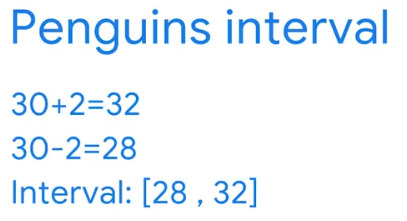 Penguins interval
30+2=32
30-2=28
Interval: [28 , 32]